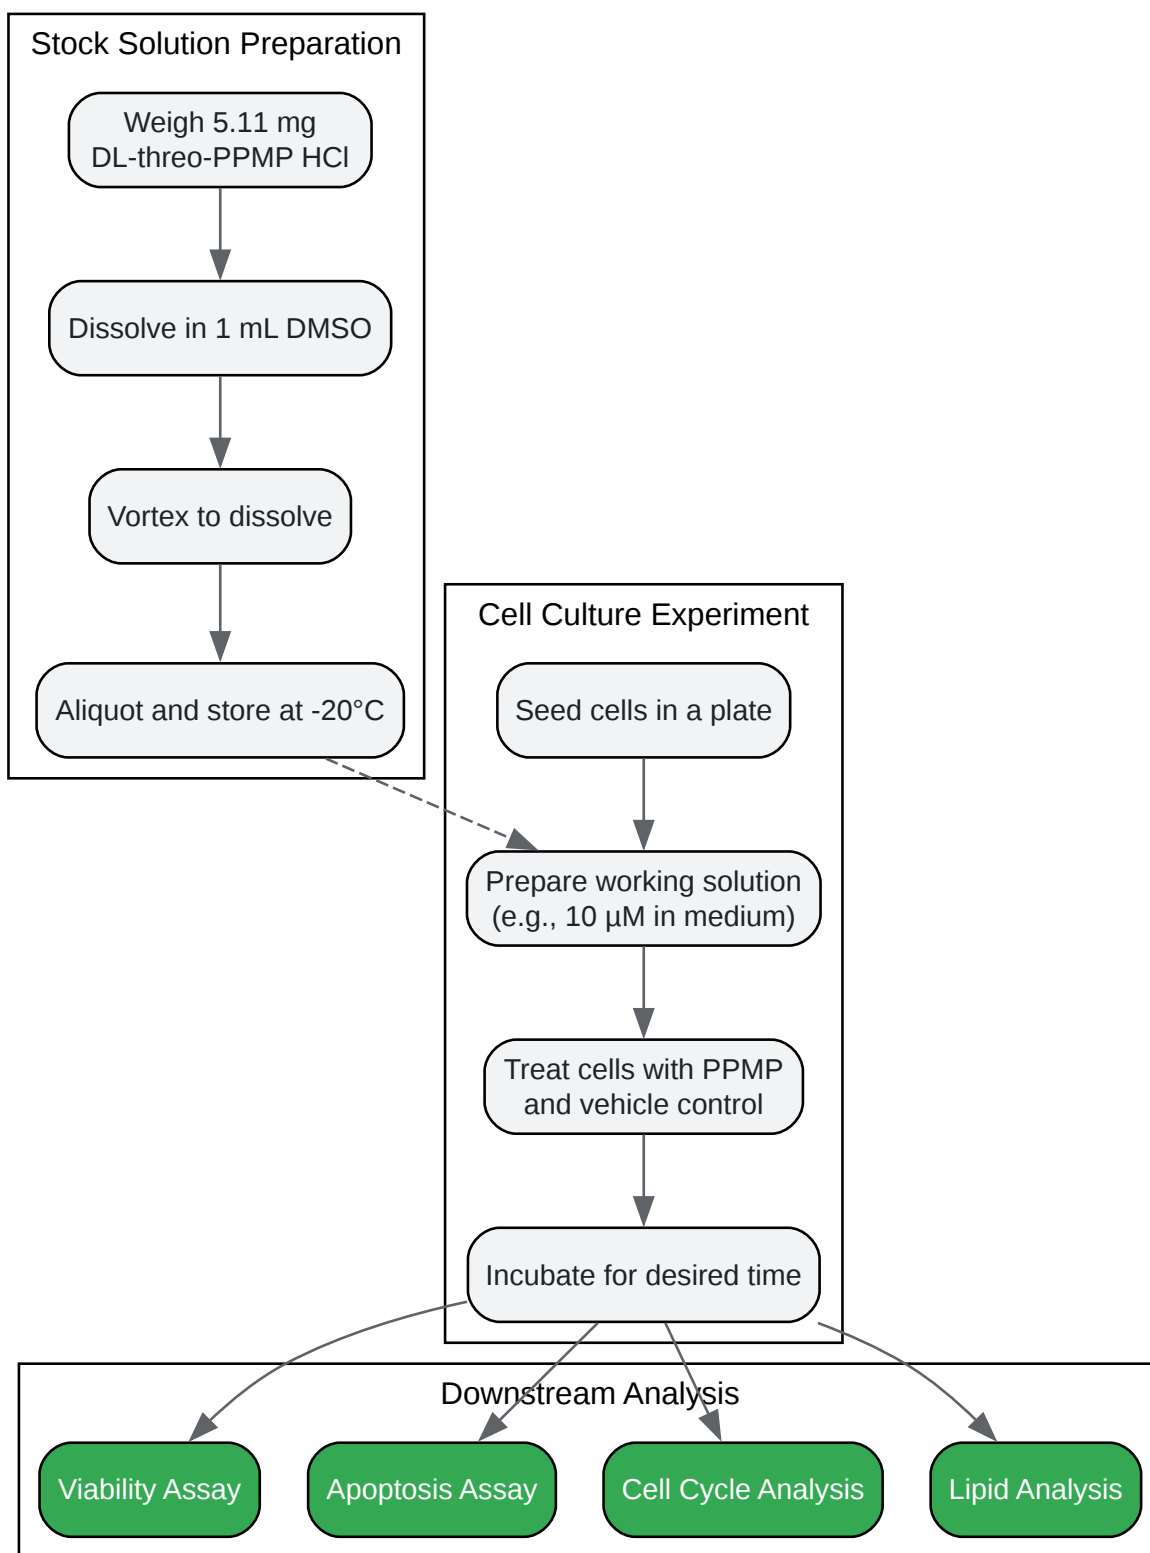 Stock Solution Preparation
Weigh 5.11 mg
DL-threo-PPMP HCl
Dissolve in 1 mL DMSO
Vortex to dissolve
Aliquot and store at -20°C
Cell Culture Experiment
Seed cells in a plate
Prepare working solution
(e.g., 10 µM in medium)
Treat cells with PPMP
and vehicle control
Incubate for desired time
Downstream Analysis
Viability Assay
Apoptosis Assay
Cell Cycle Analysis
Lipid Analysis